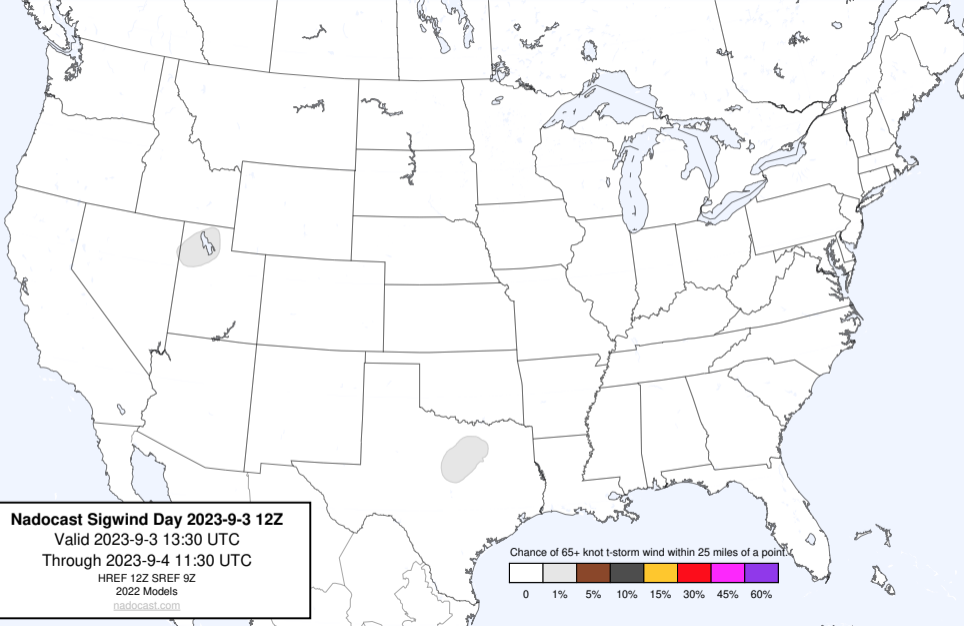 Nadocast Sigwind Day 2023-9-3 12Z
Valid 2023-9-3 13:30 UTC
Through 2023-9-4 11:30 UTC
HREF 12Z SREF 9Z
2022 Models
nadocast.com
Chance of 65+ knot t-storm wind within 25 miles of a point.
0 1% 5% 10% 15% 30% 45% 60%